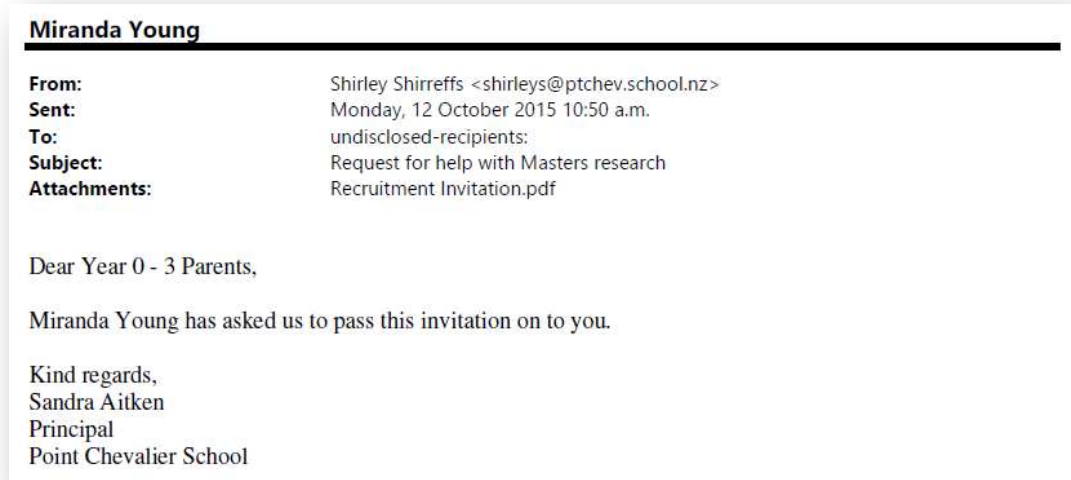 Miranda Young
From: Shirley Shirreffs <shirleys@ptchev.school.nz>
Sent: Monday, 12 October 2015 10:50 a.m.
To: undisclosed-recipients:
Subject: Request for help with Masters research
Attachments: Recruitment Invitation.pdf
Dear Year 0 - 3 Parents,
Miranda Young has asked us to pass this invitation on to you.
Kind regards,
Sandra Aitken
Principal
Point Chevalier School